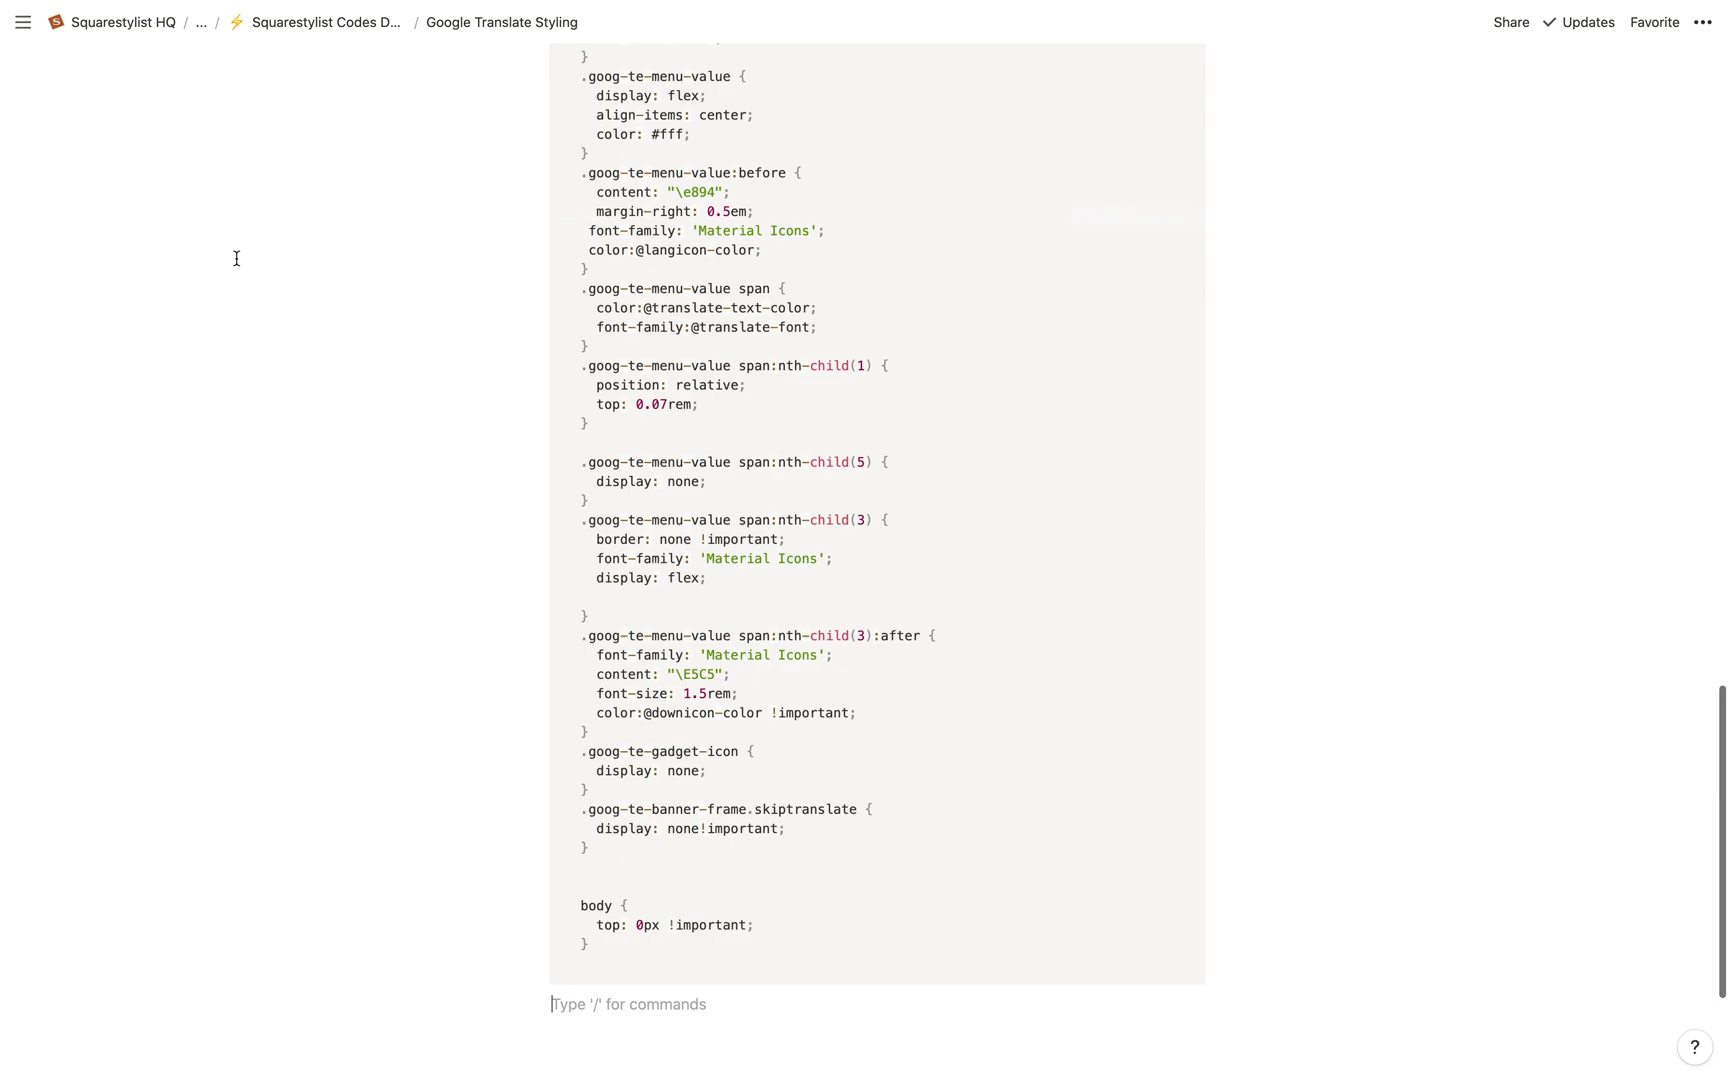 Squarestylist HQ / ... / ⚡ Squarestylist Codes D... / Google Translate Styling
Share ✓ Updates Favorite •••
}
.goog-te-menu-value {
  display: flex;
  align-items: center;
  color: #fff;
}
.goog-te-menu-value:before {
  content: "\e894";
  margin-right: 0.5em;
 font-family: 'Material Icons';
 color:@langicon-color;
}
.goog-te-menu-value span {
  color:@translate-text-color;
  font-family:@translate-font;
}
.goog-te-menu-value span:nth-child(1) {
  position: relative;
  top: 0.07rem;
}
.goog-te-menu-value span:nth-child(5) {
  display: none;
}
.goog-te-menu-value span:nth-child(3) {
  border: none !important;
  font-family: 'Material Icons';
  display: flex;
}
.goog-te-menu-value span:nth-child(3):after {
  font-family: 'Material Icons';
  content: "\E5C5";
  font-size: 1.5rem;
  color:@downicon-color !important;
}
.goog-te-gadget-icon {
  display: none;
}
.goog-te-banner-frame.skiptranslate {
  display: none!important;
}
body {
  top: 0px !important;
}
Type '/' for commands
?